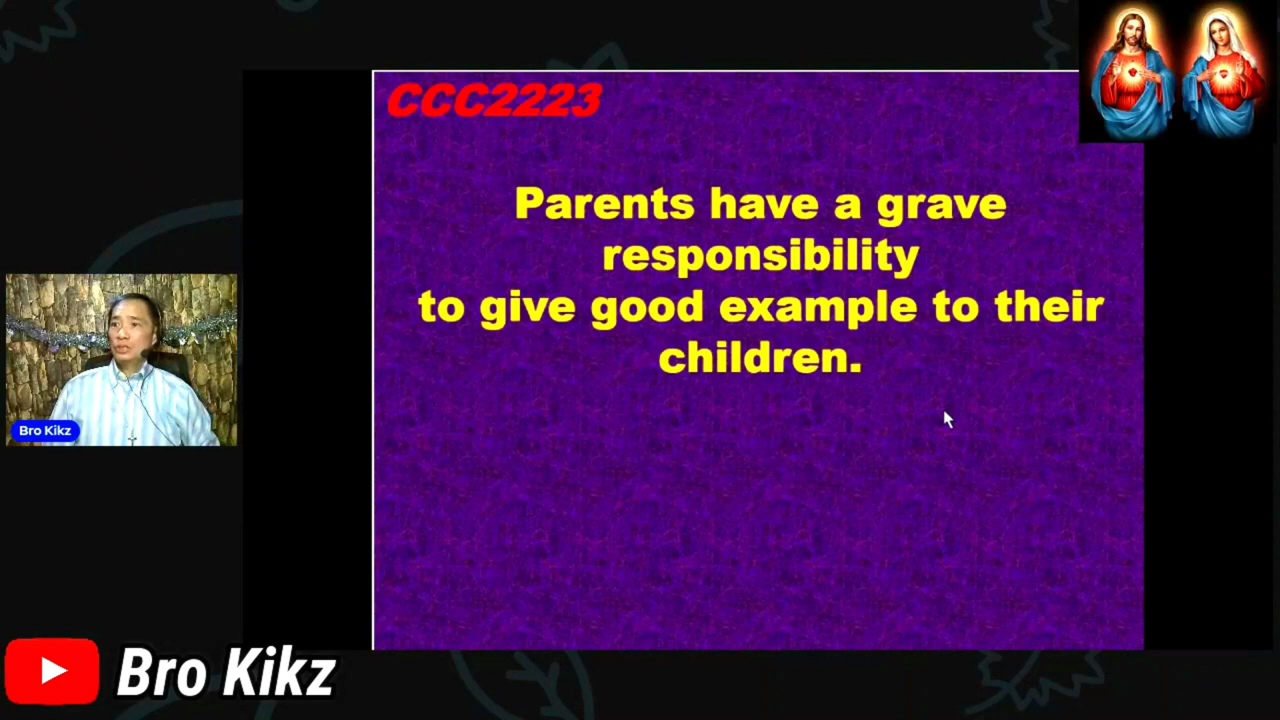 CCC2223
Parents have a grave
responsibility
to give good example to their
children.
Bro Kikz
Bro Kikz